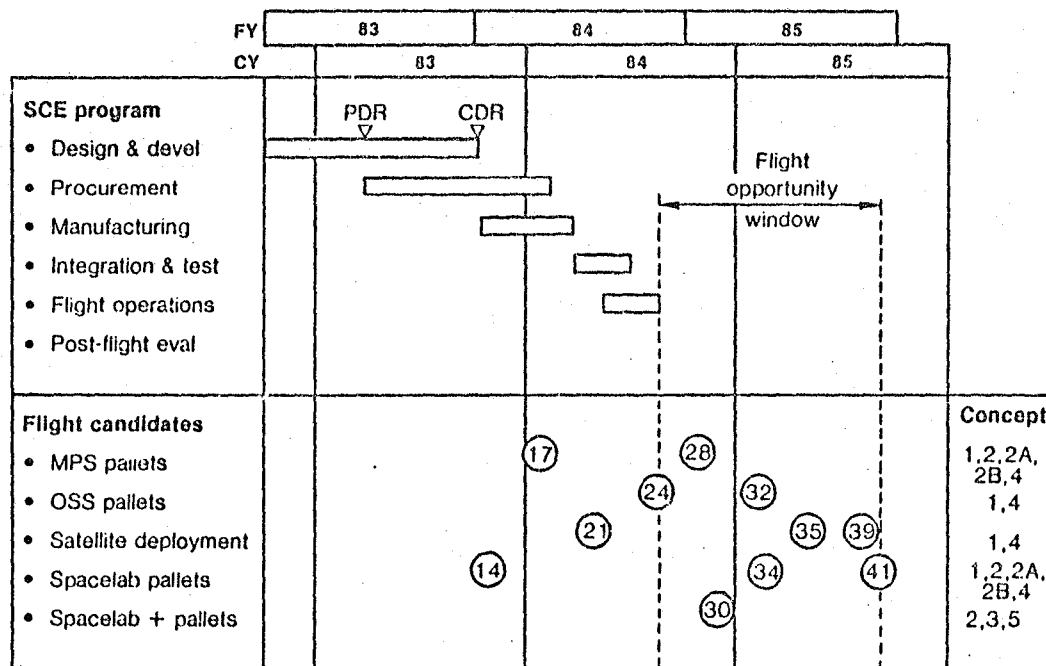 FY 83 84 85
CY 83 84 85
SCE program
PDR CDR
• Design & devel
Flight
opportunity
window
• Procurement
• Manufacturing
• Integration & test
• Flight operations
• Post-flight eval
Flight candidates Concept
• MPS pallets 17 28 1,2,2A,
2B,4
• OSS pallets 24 32 1,4
• Satellite deployment 21 35 39 1,4
• Spacelab pallets 14 34 41 1,2,2A,
2B,4
• Spacelab + pallets 30 2,3,5